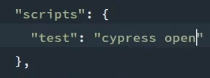 "scripts": {
"test": "cypress open"
},